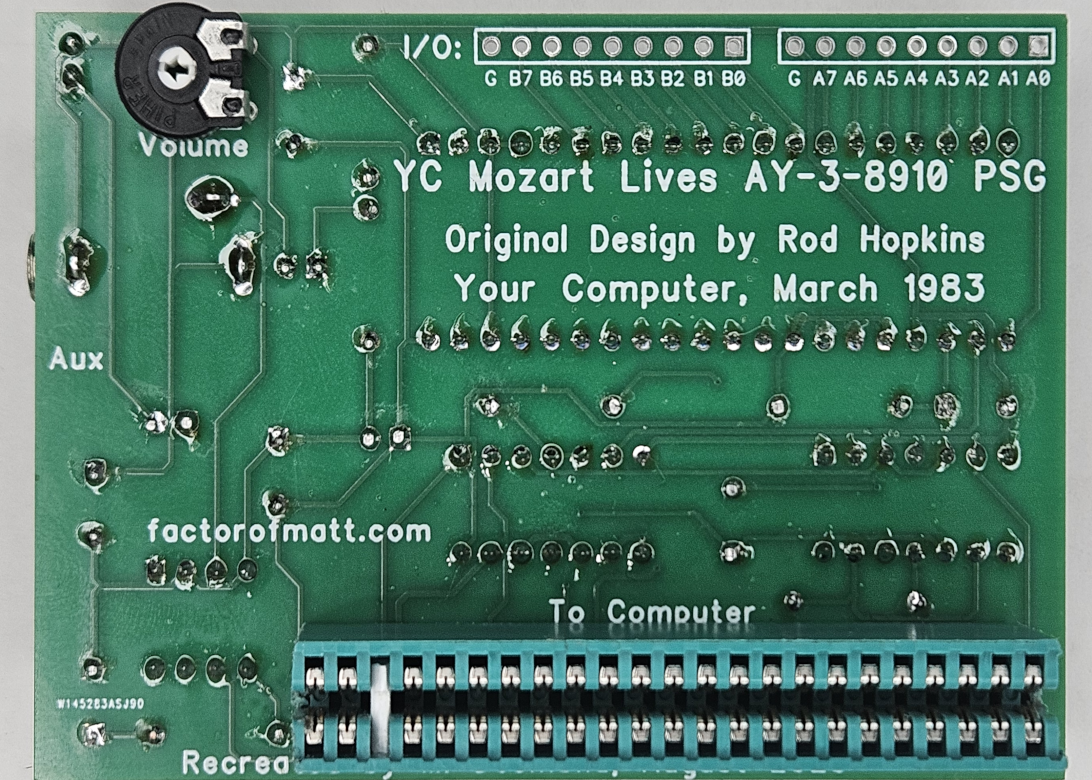 I/O:
G B7 B6 B5 B4 B3 B2 B1 B0
G A7 A6 A5 A4 A3 A2 A1 A0
PIHER
Volume
YC Mozart Lives AY-3-8910 PSG
Original Design by Rod Hopkins
Your Computer, March 1983
Aux
factorofmatt.com
To Computer
W145283ASJ90